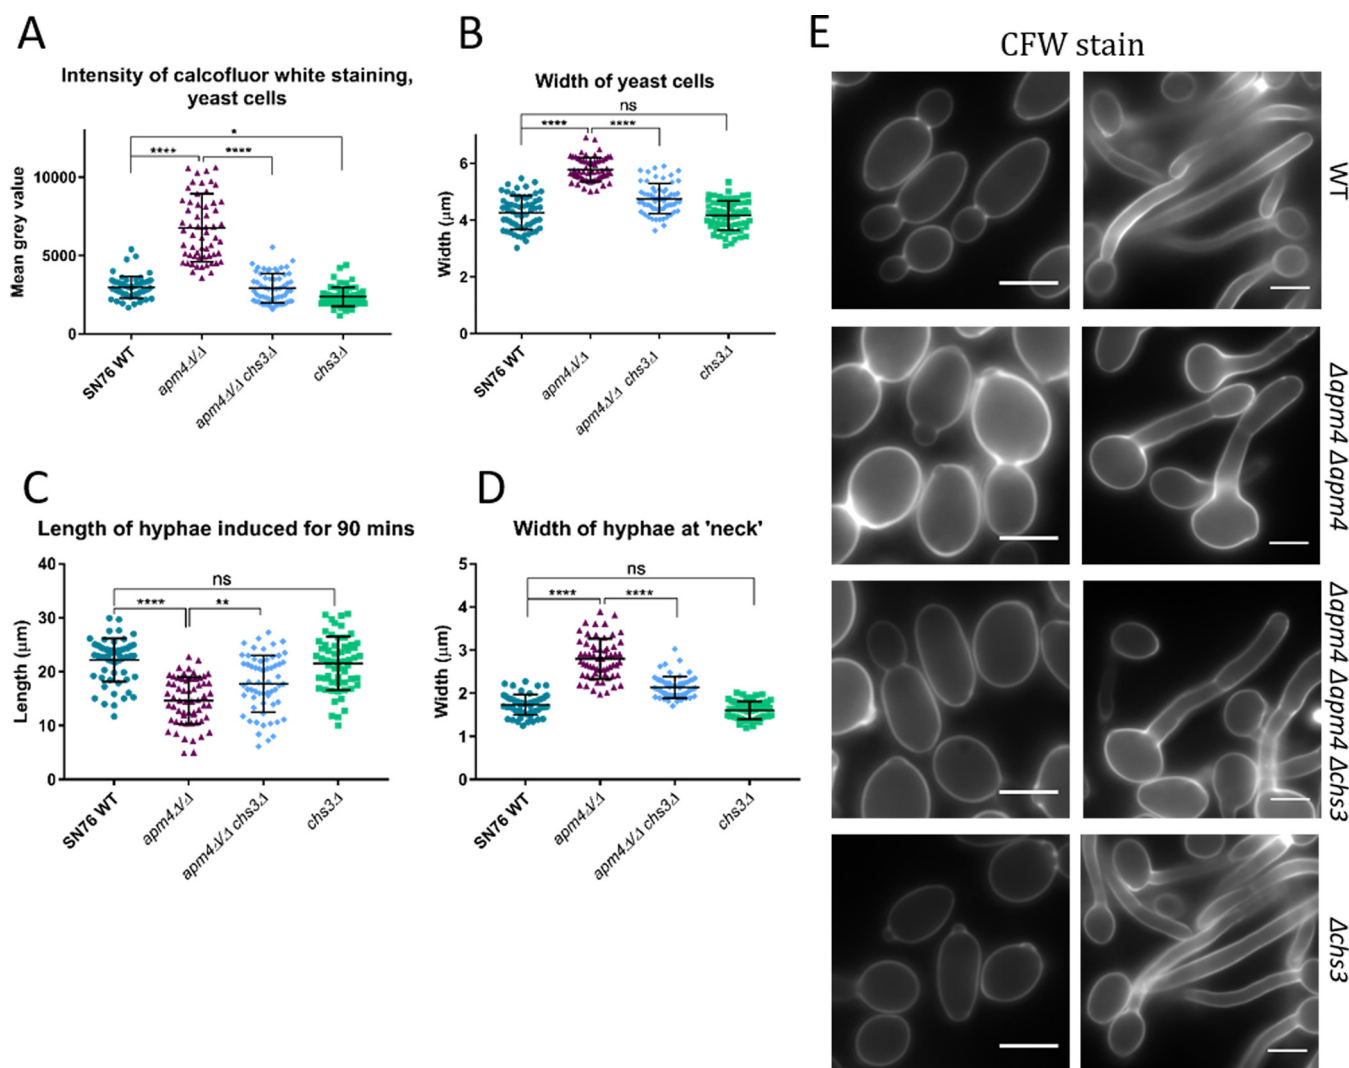 A
Intensity of calcofluor white staining,
yeast cells
*
**** ****
Mean grey value
10000
5000
0
SN76 WT
apm4Δ/Δ
apm4Δ/Δ chs3Δ
chs3Δ
B
Width of yeast cells
ns
**** ****
Width (μm)
6
4
2
0
SN76 WT
apm4Δ/Δ
apm4Δ/Δ chs3Δ
chs3Δ
C
Length of hyphae induced for 90 mins
ns
**** **
Length (μm)
40
30
20
10
0
SN76 WT
apm4Δ/Δ
apm4Δ/Δ chs3Δ
chs3Δ
D
Width of hyphae at 'neck'
ns
**** ****
Width (μm)
5
4
3
2
1
0
SN76 WT
apm4Δ/Δ
apm4Δ/Δ chs3Δ
chs3Δ
E
CFW stain
WT
Δapm4 Δapm4
Δapm4 Δapm4 Δchs3
Δchs3